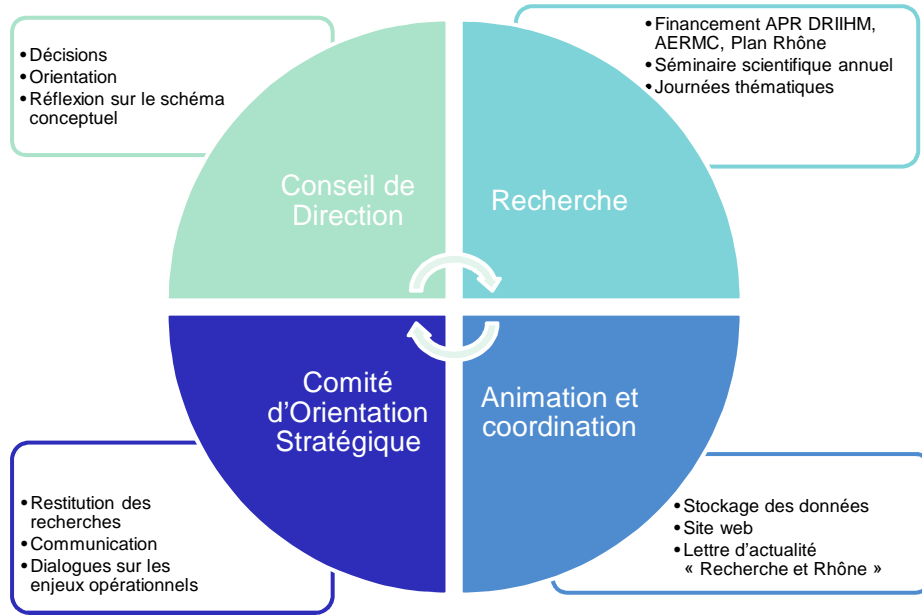 •Décisions
•Orientation
•Réflexion sur le schéma
conceptuel
•Financement APR DRIIHM,
AERMC, Plan Rhône
•Séminaire scientifique annuel
•Journées thématiques
Conseil de
Direction
Recherche
Comité
d'Orientation
Stratégique
Animation et
coordination
•Restitution des
recherches
•Communication
•Dialogues sur les
enjeux opérationnels
•Stockage des données
•Site web
•Lettre d'actualité
« Recherche et Rhône »